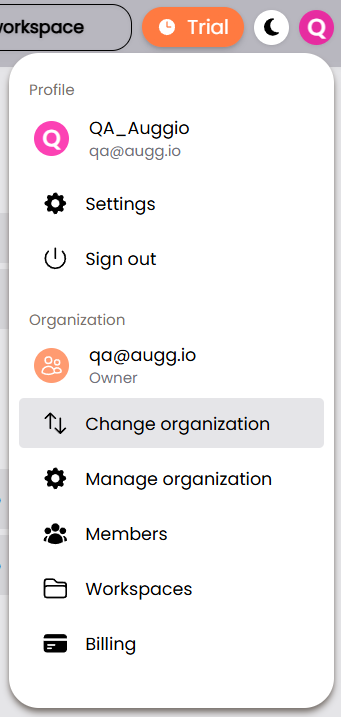 workspace
Trial
Q
Profile
Q
QA_Auggio
qa@augg.io
Settings
Sign out
Organization
qa@augg.io
Owner
Change organization
Manage organization
Members
Workspaces
Billing